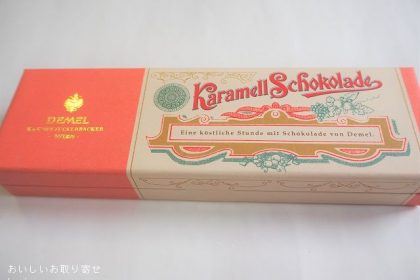 DEMEL
WIEN
Karamell Schokolade
Eine köstliche Stunde mit Schokolade von Demel.
おいしいお取り寄せ